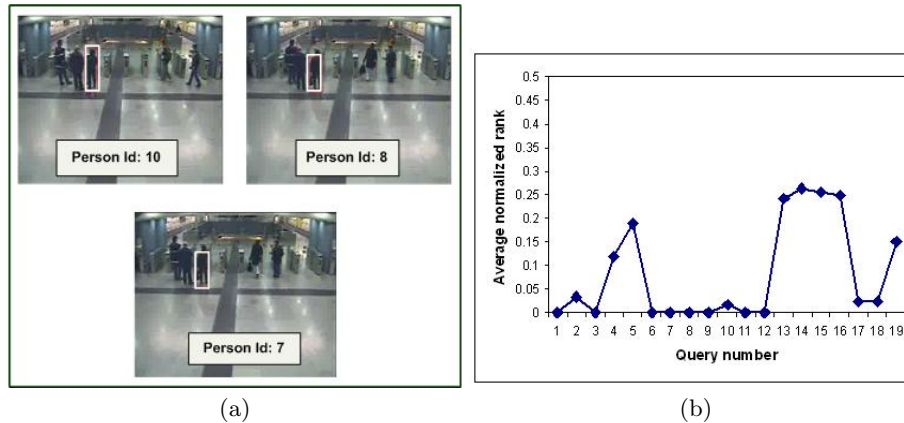 Person Id: 10
Person Id: 8
Person Id: 7
(a)
Average normalized rank
0.5
0.45
0.4
0.35
0.3
0.25
0.2
0.15
0.1
0.05
0
1 2 3 4 5 6 7 8 9 10 11 12 13 14 15 16 17 18 19
Query number
(b)